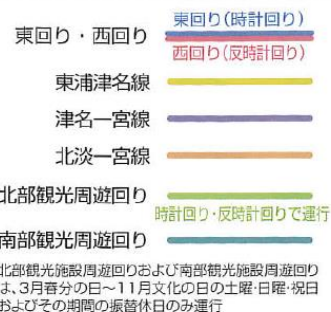 東回り(時計回り)
東回り・西回り
西回り(反時計回り)
東浦津名線
津名一宮線
北淡一宮線
北部観光周遊回り
時計回り・反時計回りで運行
南部観光周遊回り
北部観光施設周遊回りおよび南部観光施設周遊回り
は、3月春分の日～11月文化の日の土曜・日曜・祝日
およびその期間の振替休日のみ運行